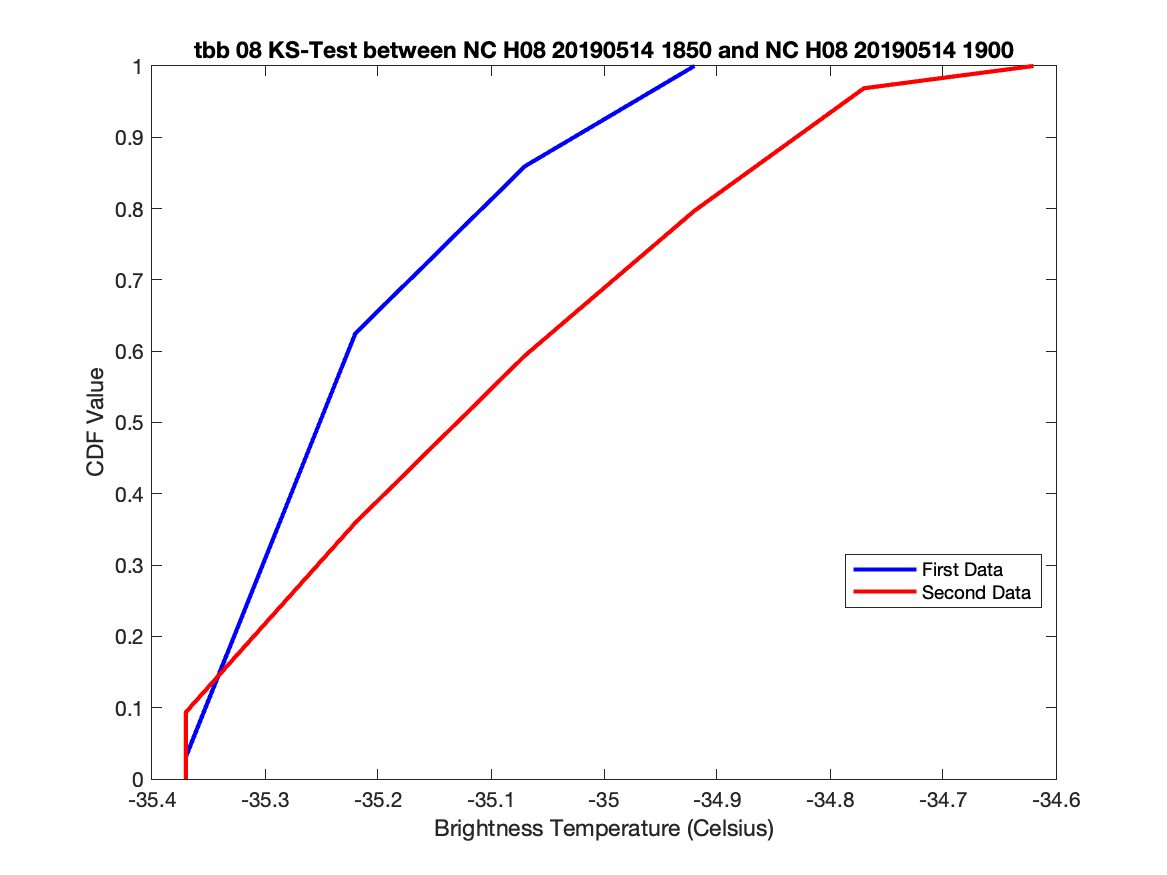 tbb 08 KS-Test between NC H08 20190514 1850 and NC H08 20190514 1900
1
0.9
0.8
0.7
0.6
0.5
0.4
0.3
0.2
0.1
0
CDF Value
First Data
Second Data
-35.4 -35.3 -35.2 -35.1 -35 -34.9 -34.8 -34.7 -34.6
Brightness Temperature (Celsius)